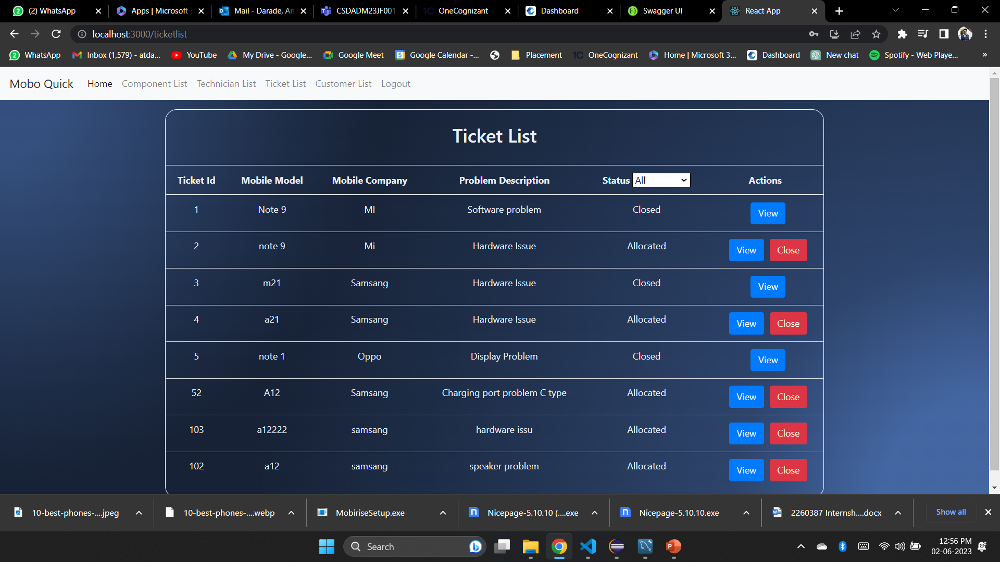 (2) WhatsApp
Apps | Microsoft 3
Mail - Darade, An
CSDADM23JF001
1C OneCognizant
Dashboard
Swagger UI
React App
localhost:3000/ticketlist
WhatsApp
Inbox (1,579) - atda...
YouTube
My Drive - Google...
Google Meet
5 Google Calendar -...
Placement
1C OneCognizant
Home | Microsoft 3...
Dashboard
New chat
Spotify - Web Playe...
»
Mobo Quick Home Component List Technician List Ticket List Customer List Logout
Ticket List
Ticket Id Mobile Model Mobile Company Problem Description Status All Actions
1 Note 9 MI Software problem Closed View
2 note 9 Mi Hardware Issue Allocated View Close
3 m21 Samsang Hardware Issue Closed View
4 a21 Samsang Hardware Issue Allocated View Close
5 note 1 Oppo Display Problem Closed View
52 A12 Samsang Charging port problem C type Allocated View Close
103 a12222 samsang hardware issu Allocated View Close
102 a12 samsang speaker problem Allocated View Close
10-best-phones-....jpeg
10-best-phones-....webp
MobiriseSetup.exe
Nicepage-5.10.10 (....exe
Nicepage-5.10.10.exe
2260387 Internsh....docx
Show all
Search
12:56 PM
02-06-2023